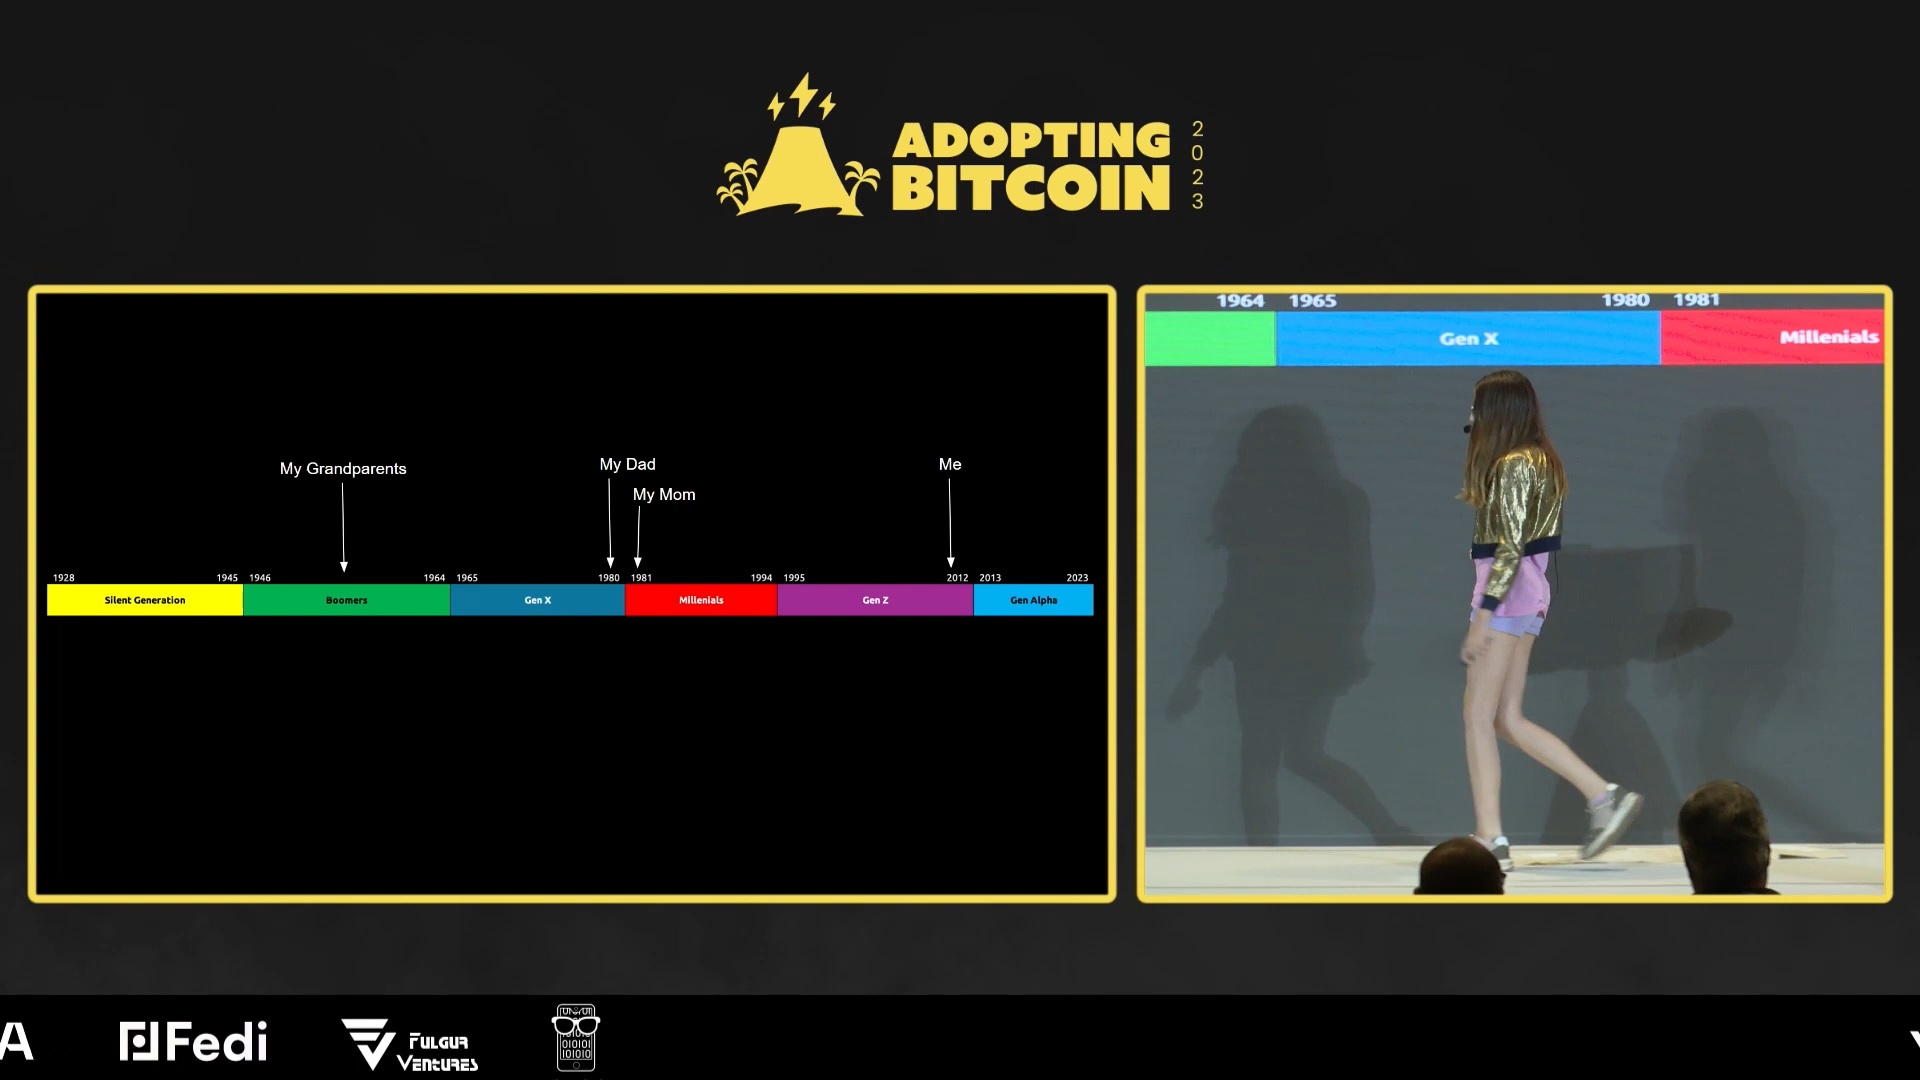 ADOPTING
BITCOIN
2
0
2
3
My Grandparents
My Dad
My Mom
Me
1928 1945 1946 1964 1965 1980 1981 1994 1995 2012 2013 2023
Silent Generation Boomers Gen X Millenials Gen Z Gen Alpha
1964 1965 1980 1981
Gen X Millenials
A
Fedi
FULGUR
VENTURES
010101
101010